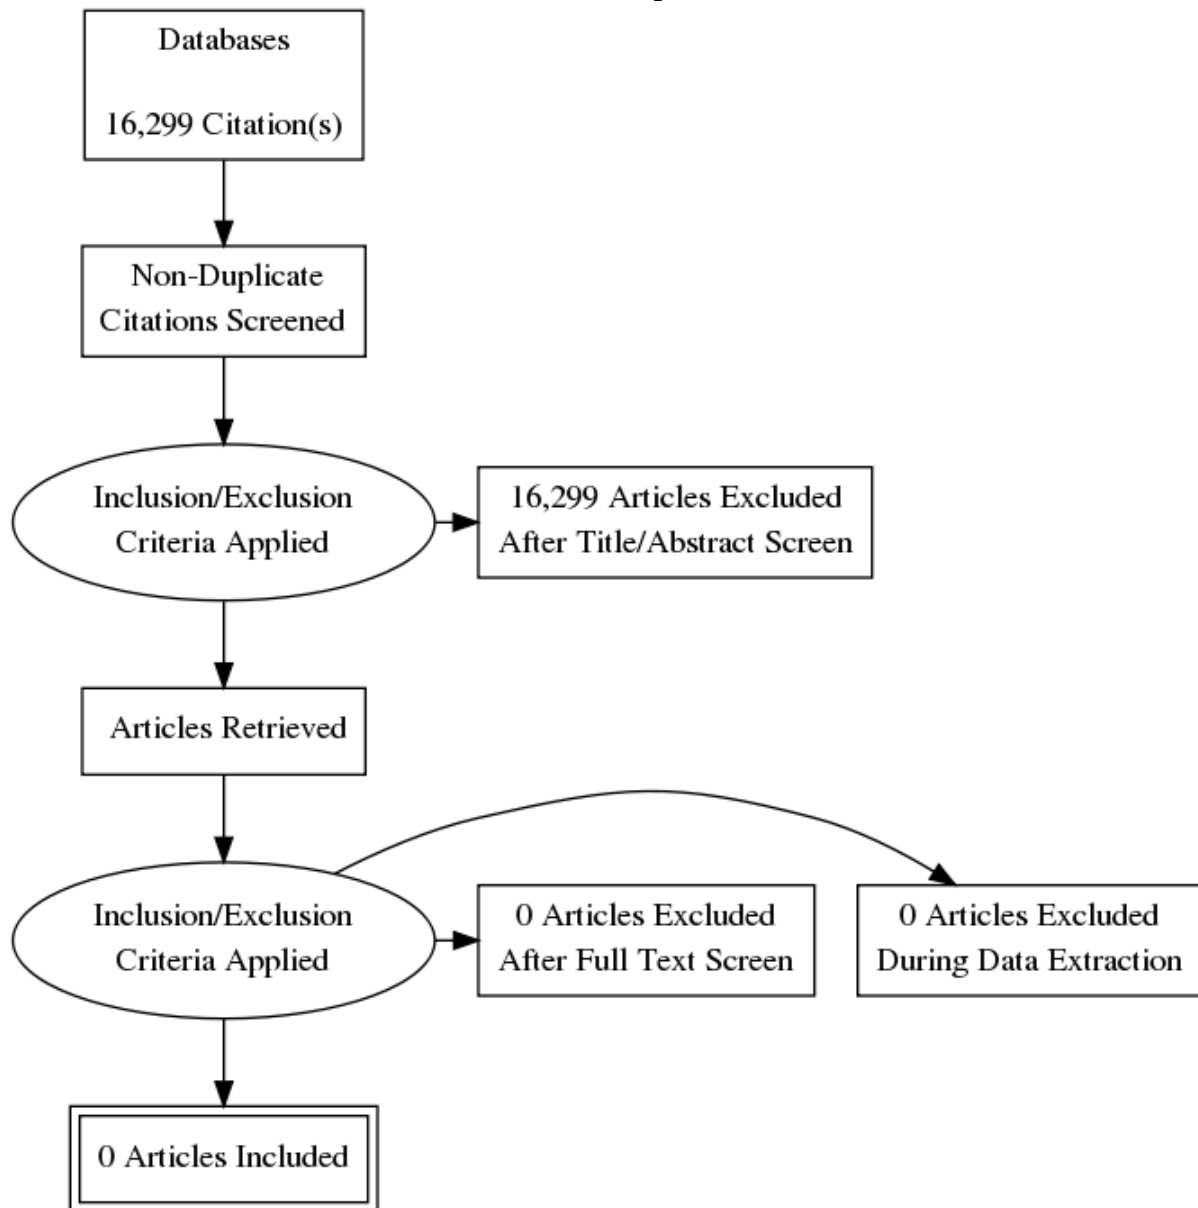 Databases
16,299 Citation(s)
Non-Duplicate
Citations Screened
Inclusion/Exclusion
Criteria Applied
16,299 Articles Excluded
After Title/Abstract Screen
Articles Retrieved
Inclusion/Exclusion
Criteria Applied
0 Articles Excluded
After Full Text Screen
0 Articles Excluded
During Data Extraction
0 Articles Included